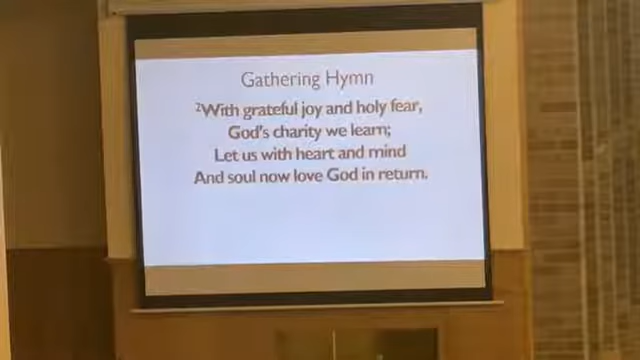 Gathering Hymn
²With grateful joy and holy fear,
God's charity we learn;
Let us with heart and mind
And soul now love God in return.